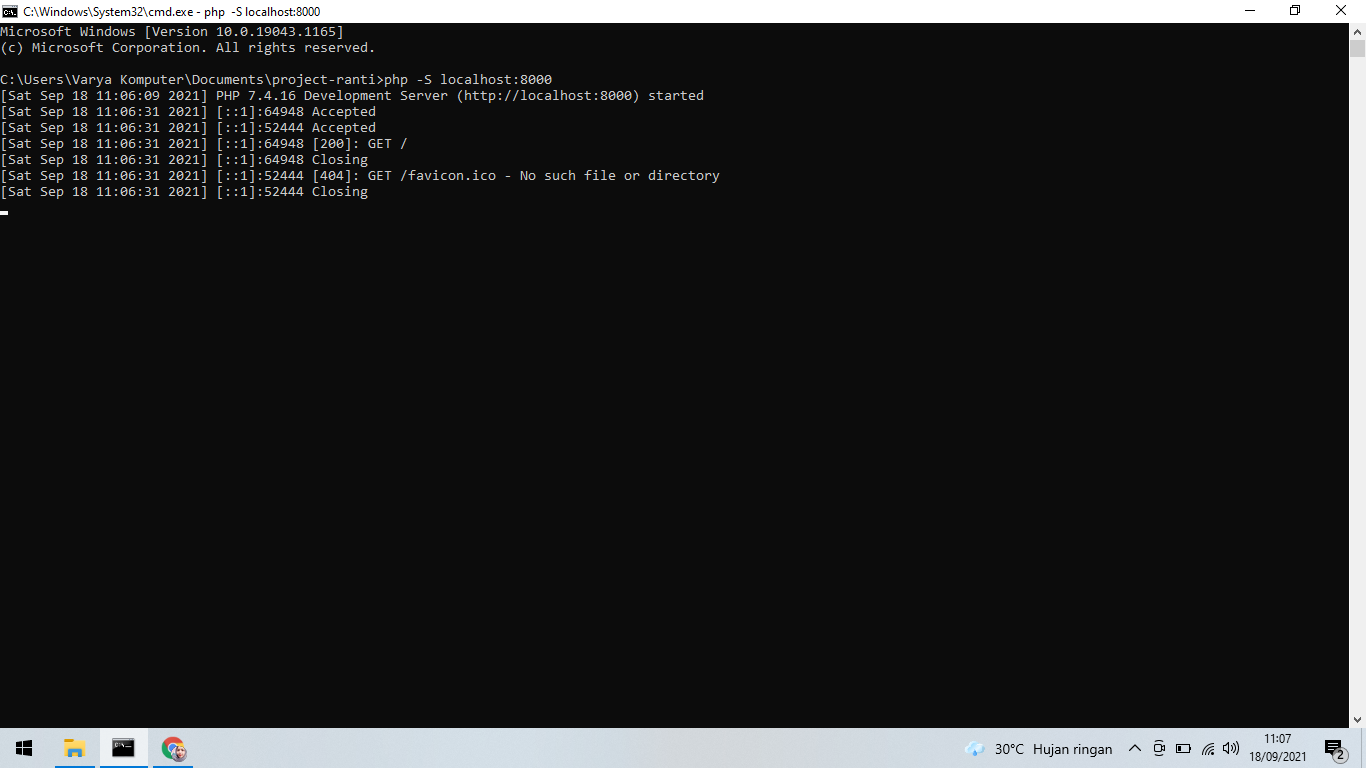 C:\Windows\System32\cmd.exe - php  -S localhost:8000
Microsoft Windows [Version 10.0.19043.1165]
(c) Microsoft Corporation. All rights reserved.
C:\Users\Varya Komputer\Documents\project-ranti>php -S localhost:8000
[Sat Sep 18 11:06:09 2021] PHP 7.4.16 Development Server (http://localhost:8000) started
[Sat Sep 18 11:06:31 2021] [::1]:64948 Accepted
[Sat Sep 18 11:06:31 2021] [::1]:52444 Accepted
[Sat Sep 18 11:06:31 2021] [::1]:64948 [200]: GET /
[Sat Sep 18 11:06:31 2021] [::1]:64948 Closing
[Sat Sep 18 11:06:31 2021] [::1]:52444 [404]: GET /favicon.ico - No such file or directory
[Sat Sep 18 11:06:31 2021] [::1]:52444 Closing
30°C Hujan ringan
11:07
18/09/2021
2